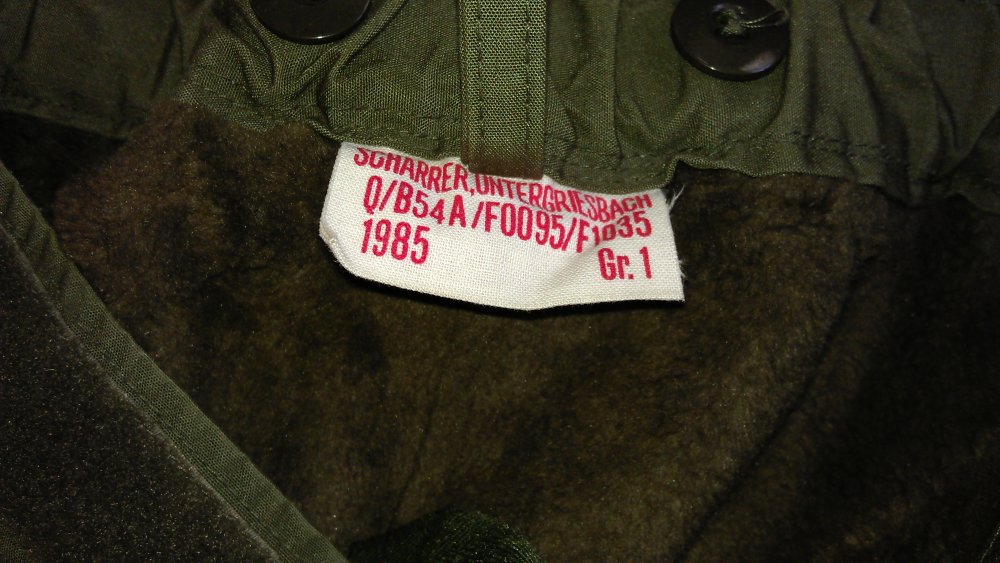 SCHARRER, UNTERGRIESBACH
Q/B54A/F0095/F1035
1985
Gr. 1